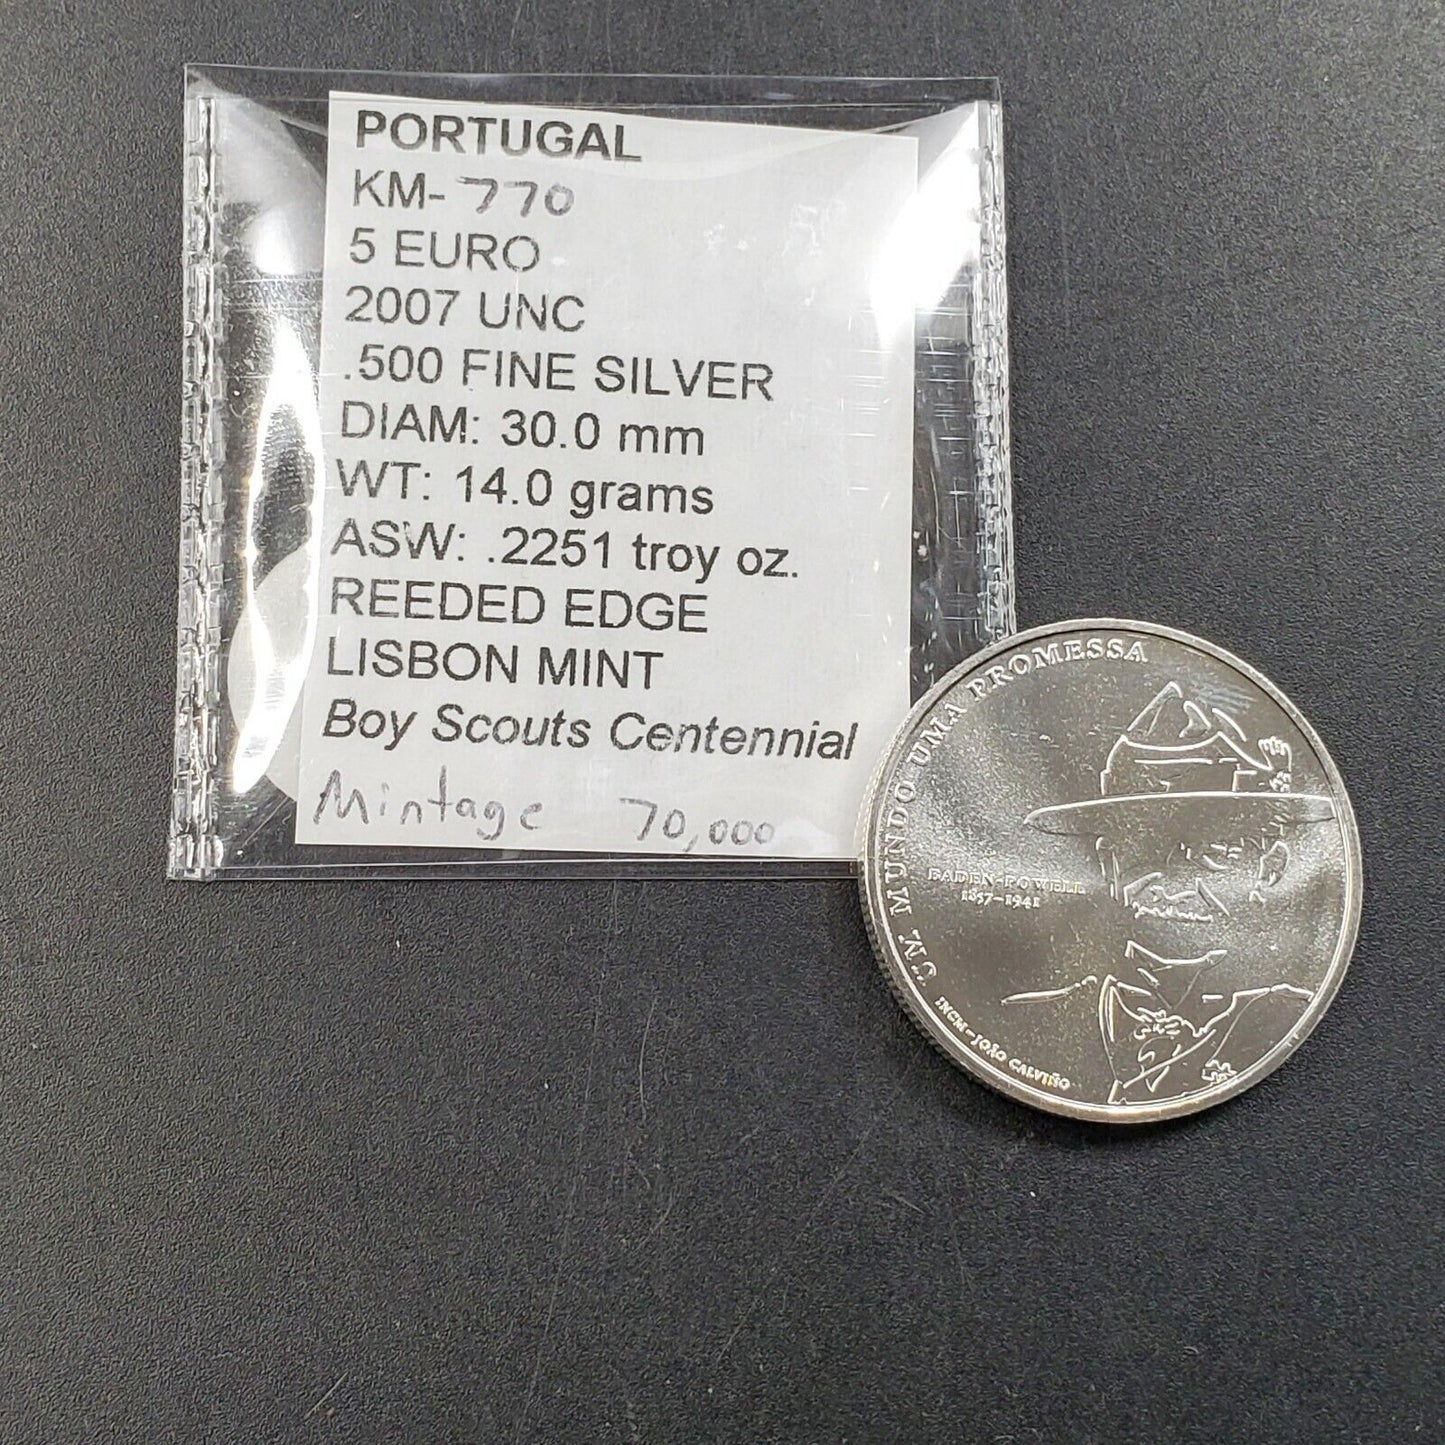 PORTUGAL
KM-770
5 EURO
2007 UNC
.500 FINE SILVER
DIAM: 30.0 mm
WT: 14.0 grams
ASW: .2251 troy oz.
REEDED EDGE
LISBON MINT
Boy Scouts Centennial
Mintage 70,000
UM MUNDO UMA PROMESSA
BADEN-POWELL
1857-1941
INCM-JOÃO CALVIÑO